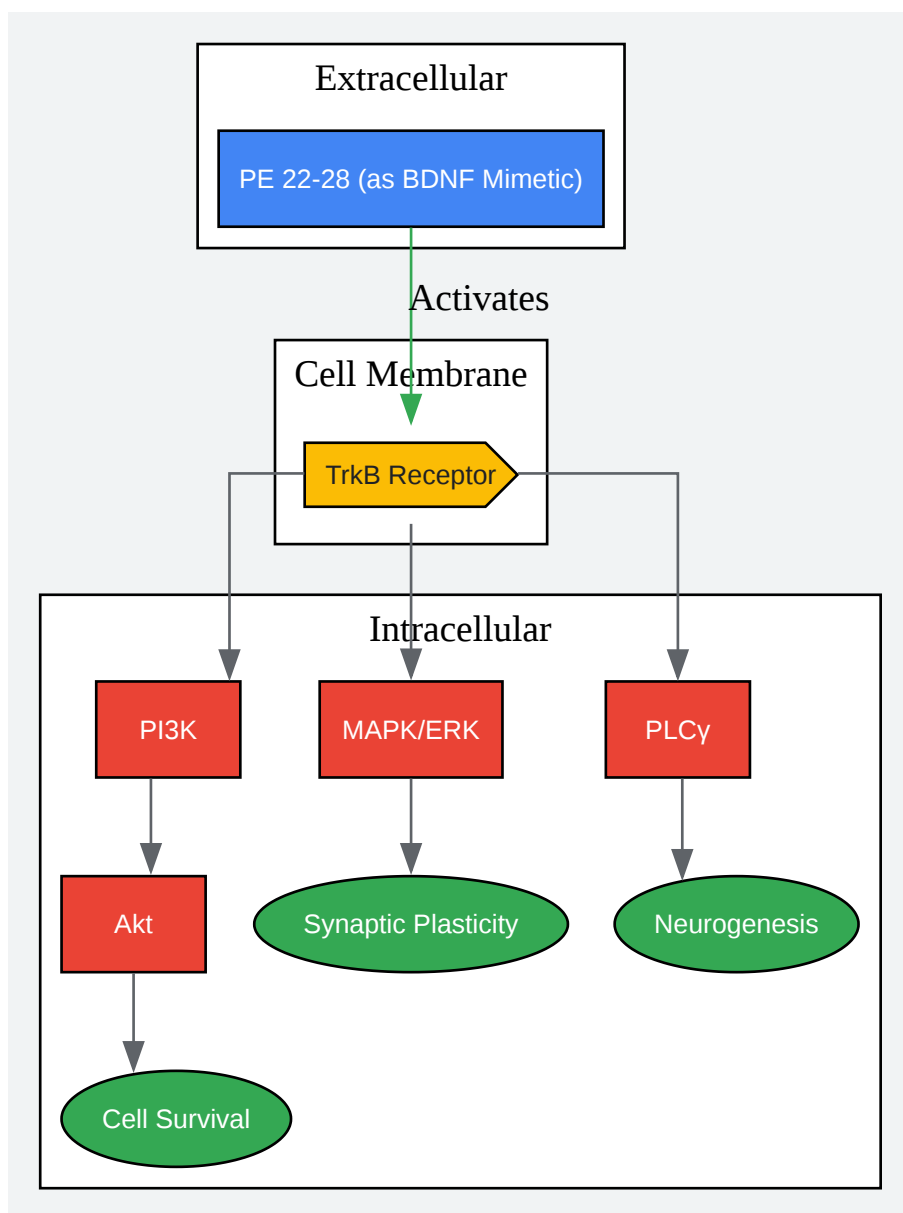 Extracellular
PE 22-28 (as BDNF Mimetic)
Activates
Cell Membrane
TrkB Receptor
Intracellular
PI3K
MAPK/ERK
PLCγ
Akt
Synaptic Plasticity
Neurogenesis
Cell Survival